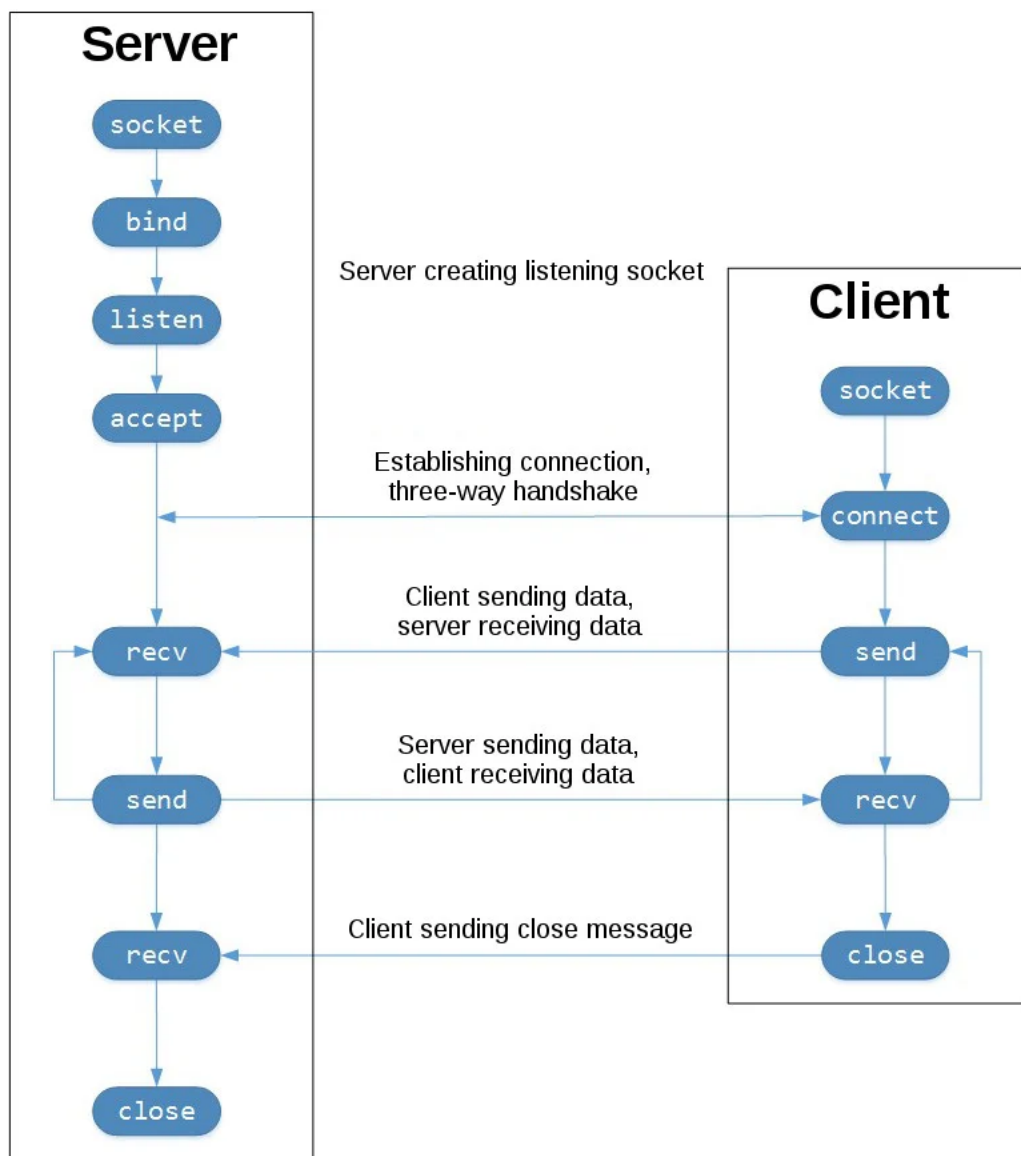 Server
socket
bind
listen
accept
recv
send
recv
close
Server creating listening socket
Establishing connection,
three-way handshake
Client sending data,
server receiving data
Server sending data,
client receiving data
Client sending close message
Client
socket
connect
send
recv
close